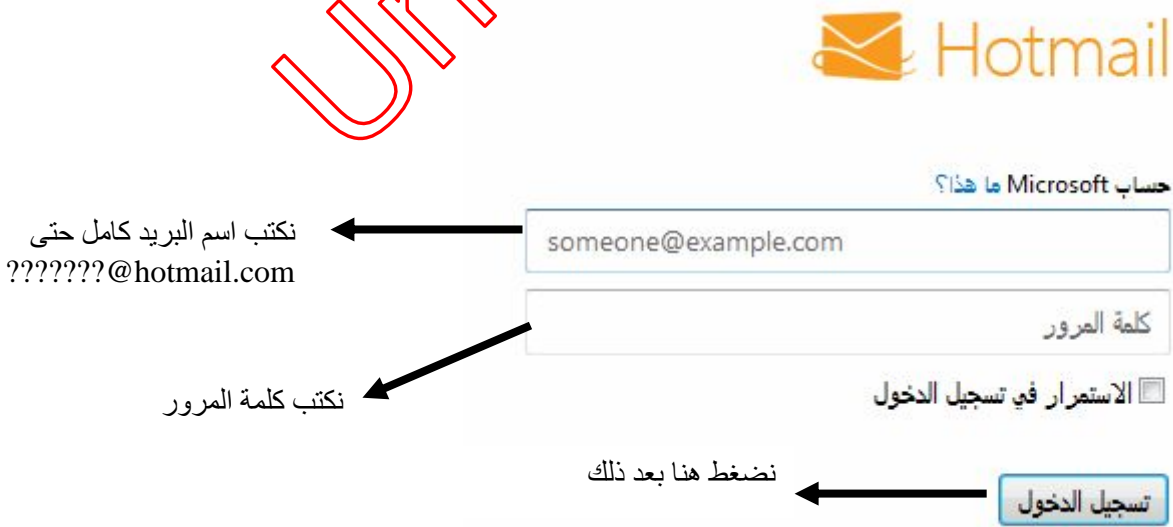 Hotmail
حساب Microsoft ما هذا؟
نكتب اسم البريد كامل حتى
???????@hotmail.com
someone@example.com
كلمة المرور
نكتب كلمة المرور
الاستمرار في تسجيل الدخول
نضغط هنا بعد ذلك
تسجيل الدخول